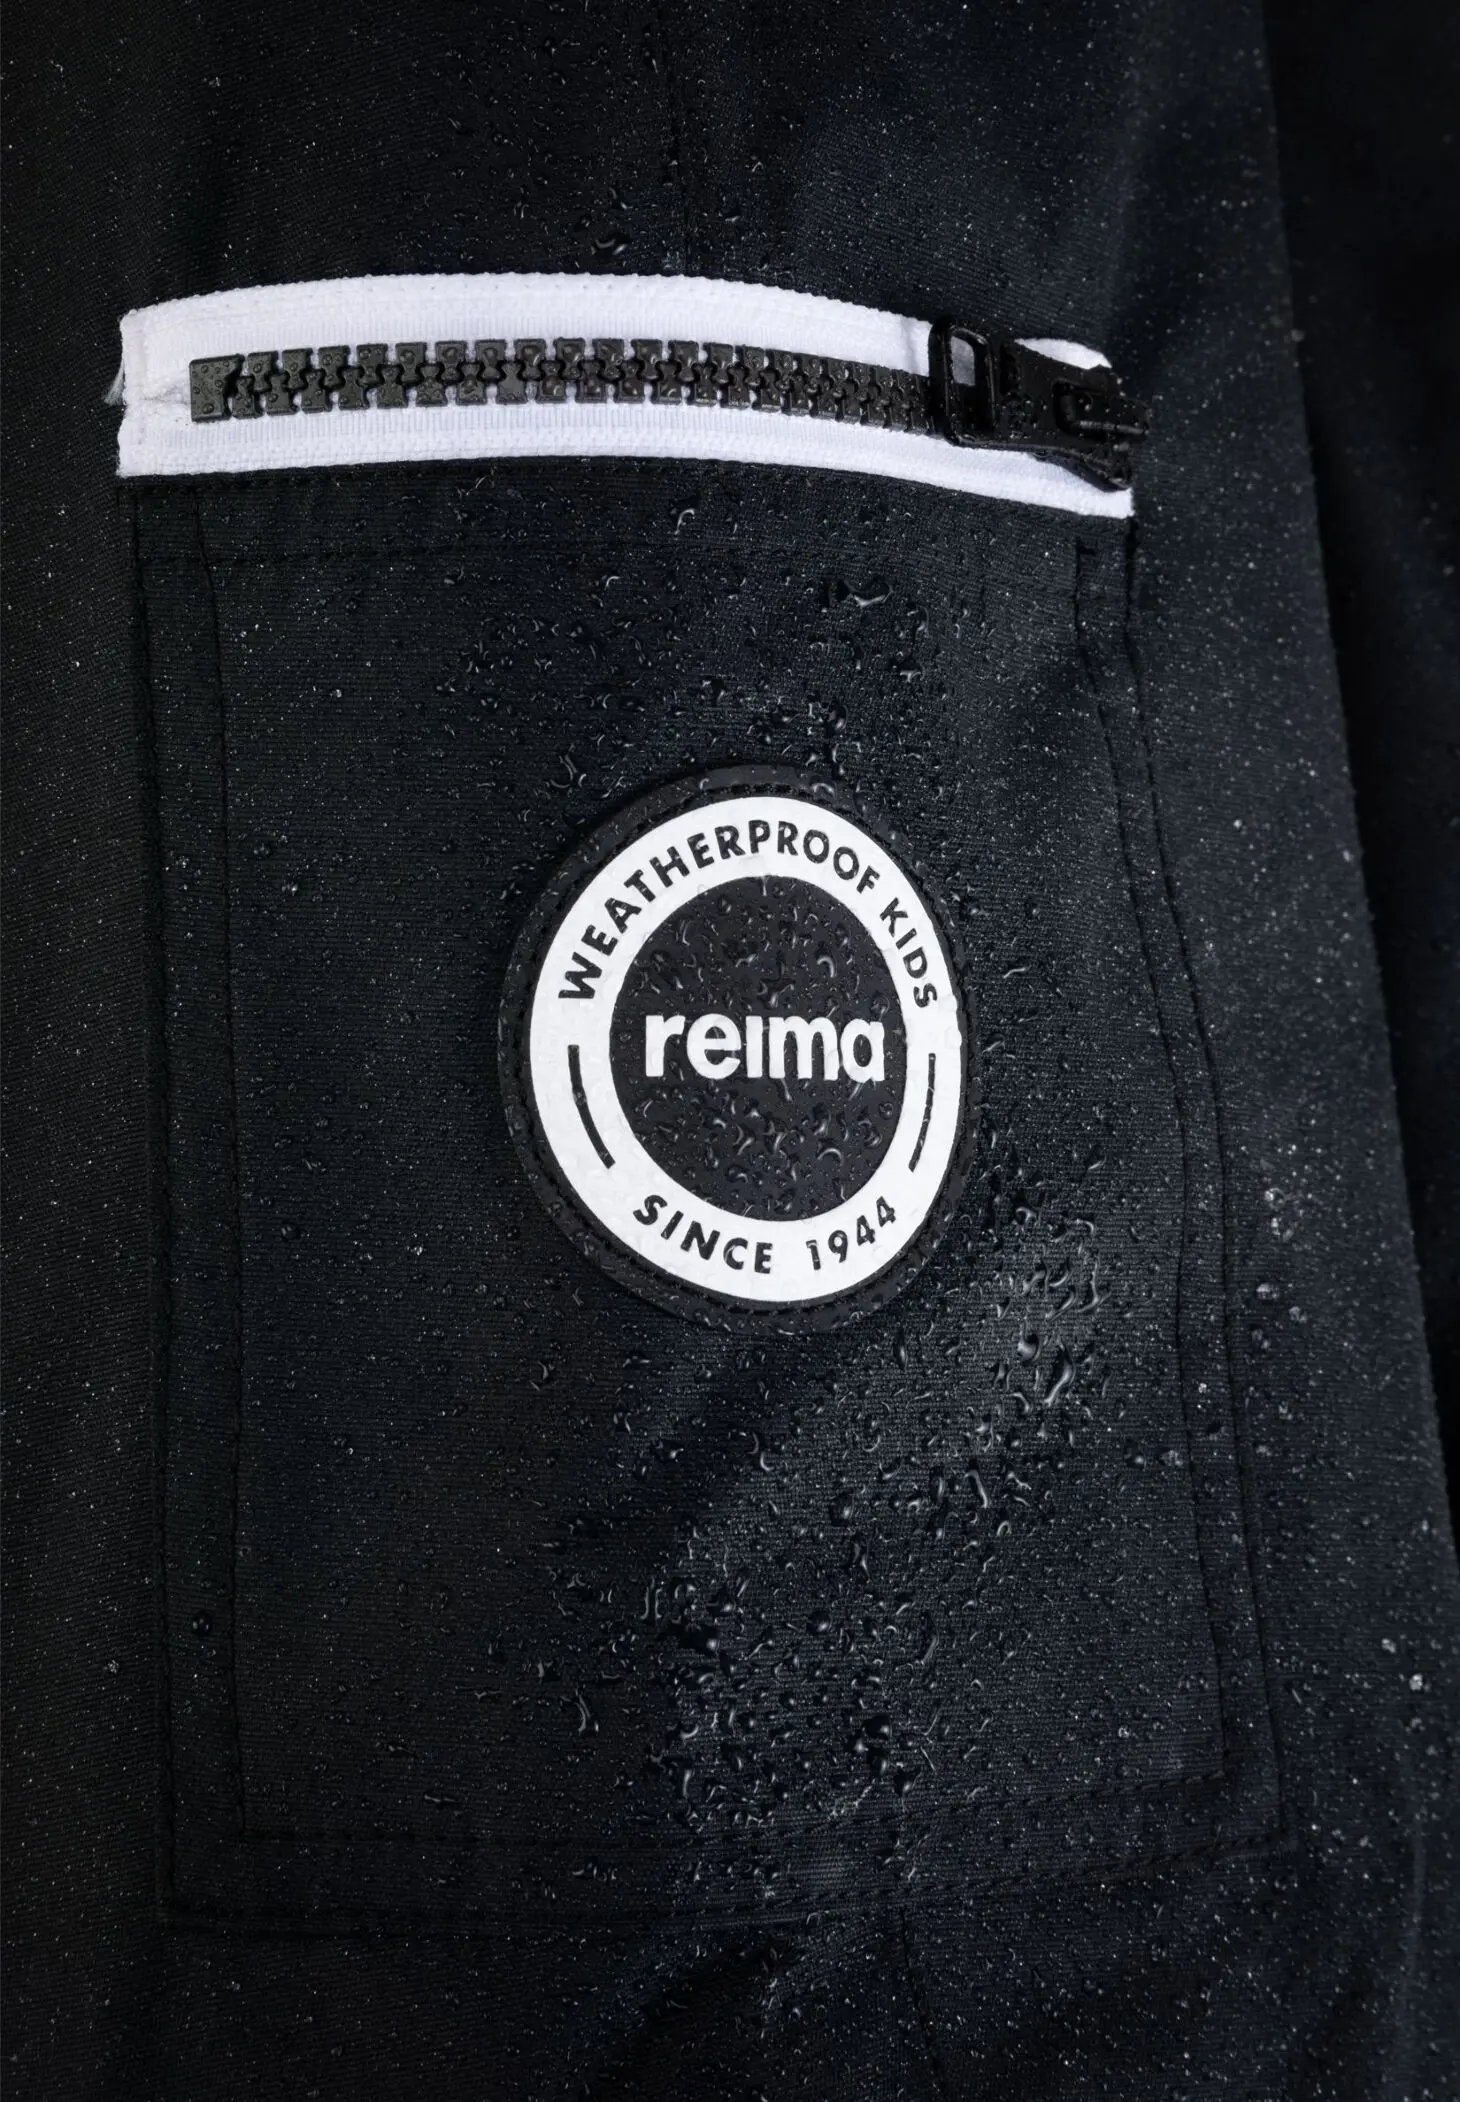 WEATHERPROOF KIDS
reima
SINCE 1944